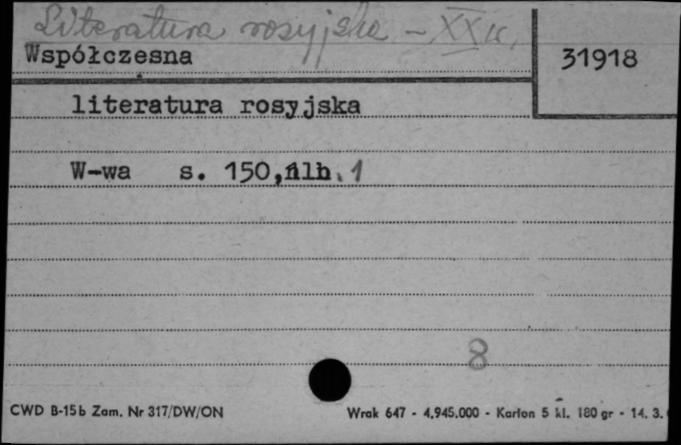 Literatura rosyjska - XX w.
Współczesna
31918
literatura rosyjska
W-wa s. 150, nlb. 1
8
CWD B-15b Zam. Nr 317/DW/ON
Wrak 647 - 4.945.000 - Karton 5 kl. 180 gr - 14. 3.